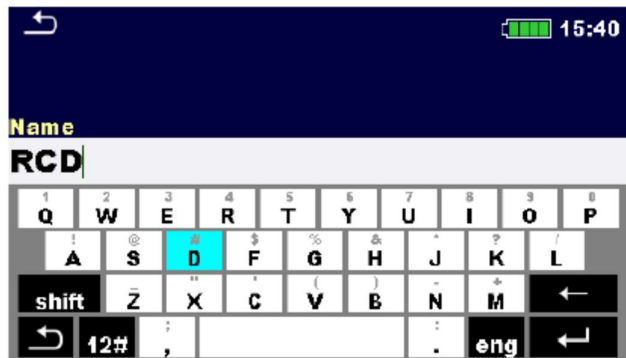 15:40
Name
RCD
1 2 3 4 5 6 7 8 9 0
Q W E R T Y U I O P
! @ # $ % & * ? /
A S D F G H J K L
_ " ' ( ) - +
shift Z X C V B N M
; :
12# , . eng